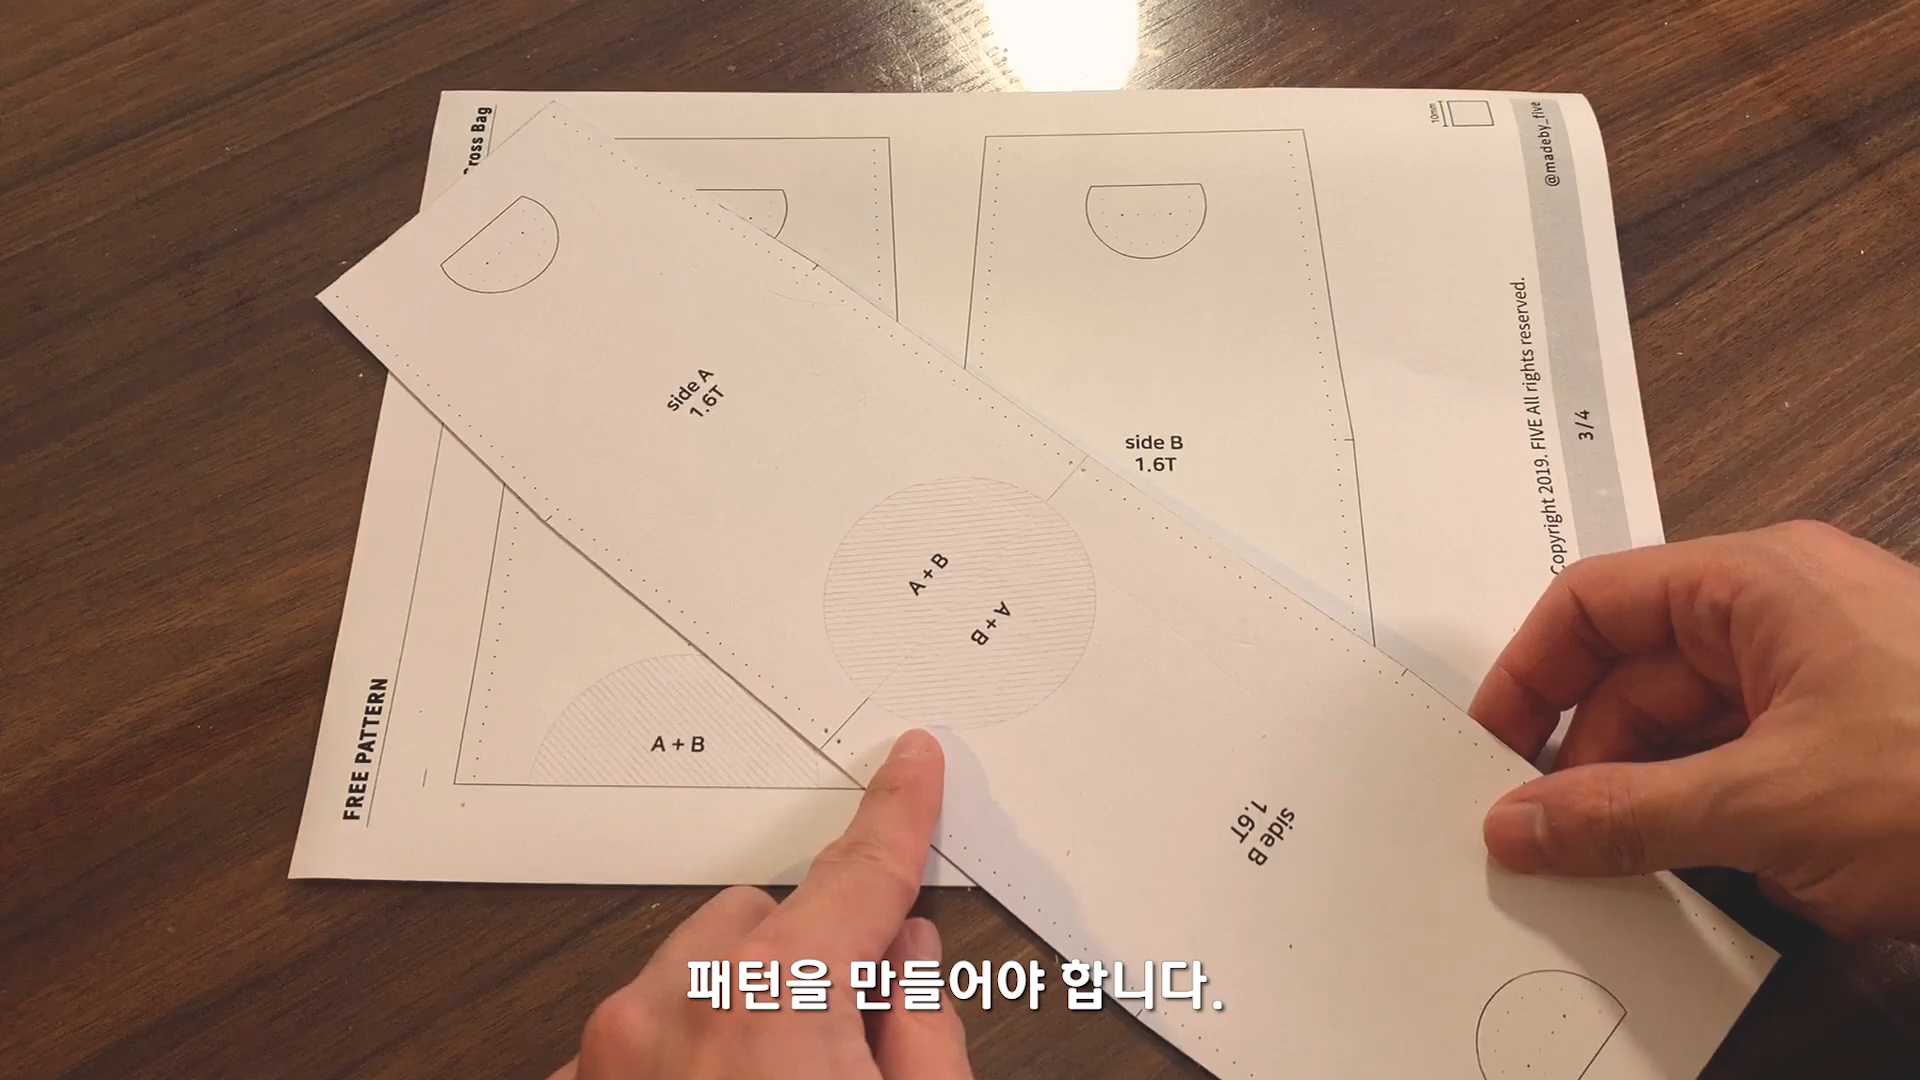 Cross Bag
10mm
@madeby_five
side A
1.6T
side B
1.6T
Copyright 2019. FIVE All rights reserved.
3/4
A + B
A + B
FREE PATTERN
A + B
side B
1.6T
패턴을 만들어야 합니다.